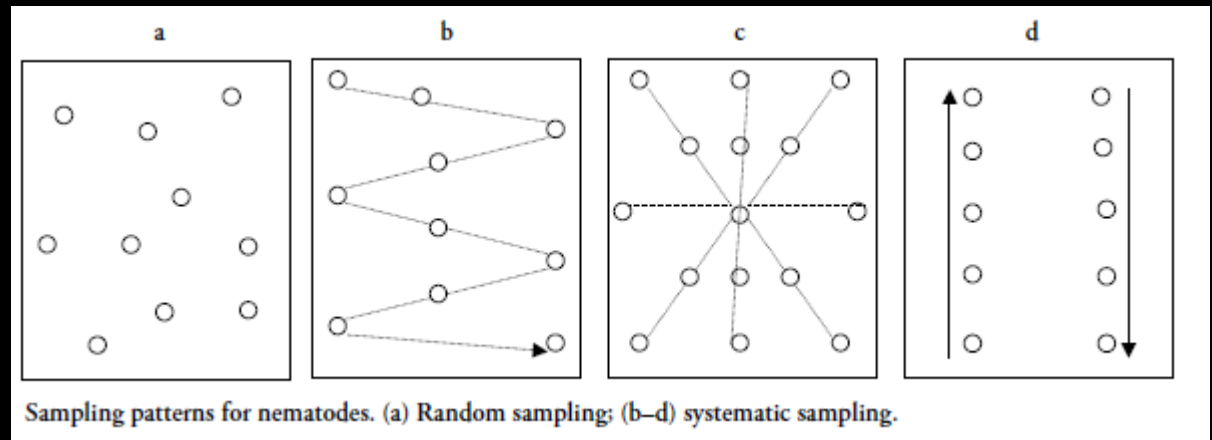 a b c d
Sampling patterns for nematodes. (a) Random sampling; (b–d) systematic sampling.